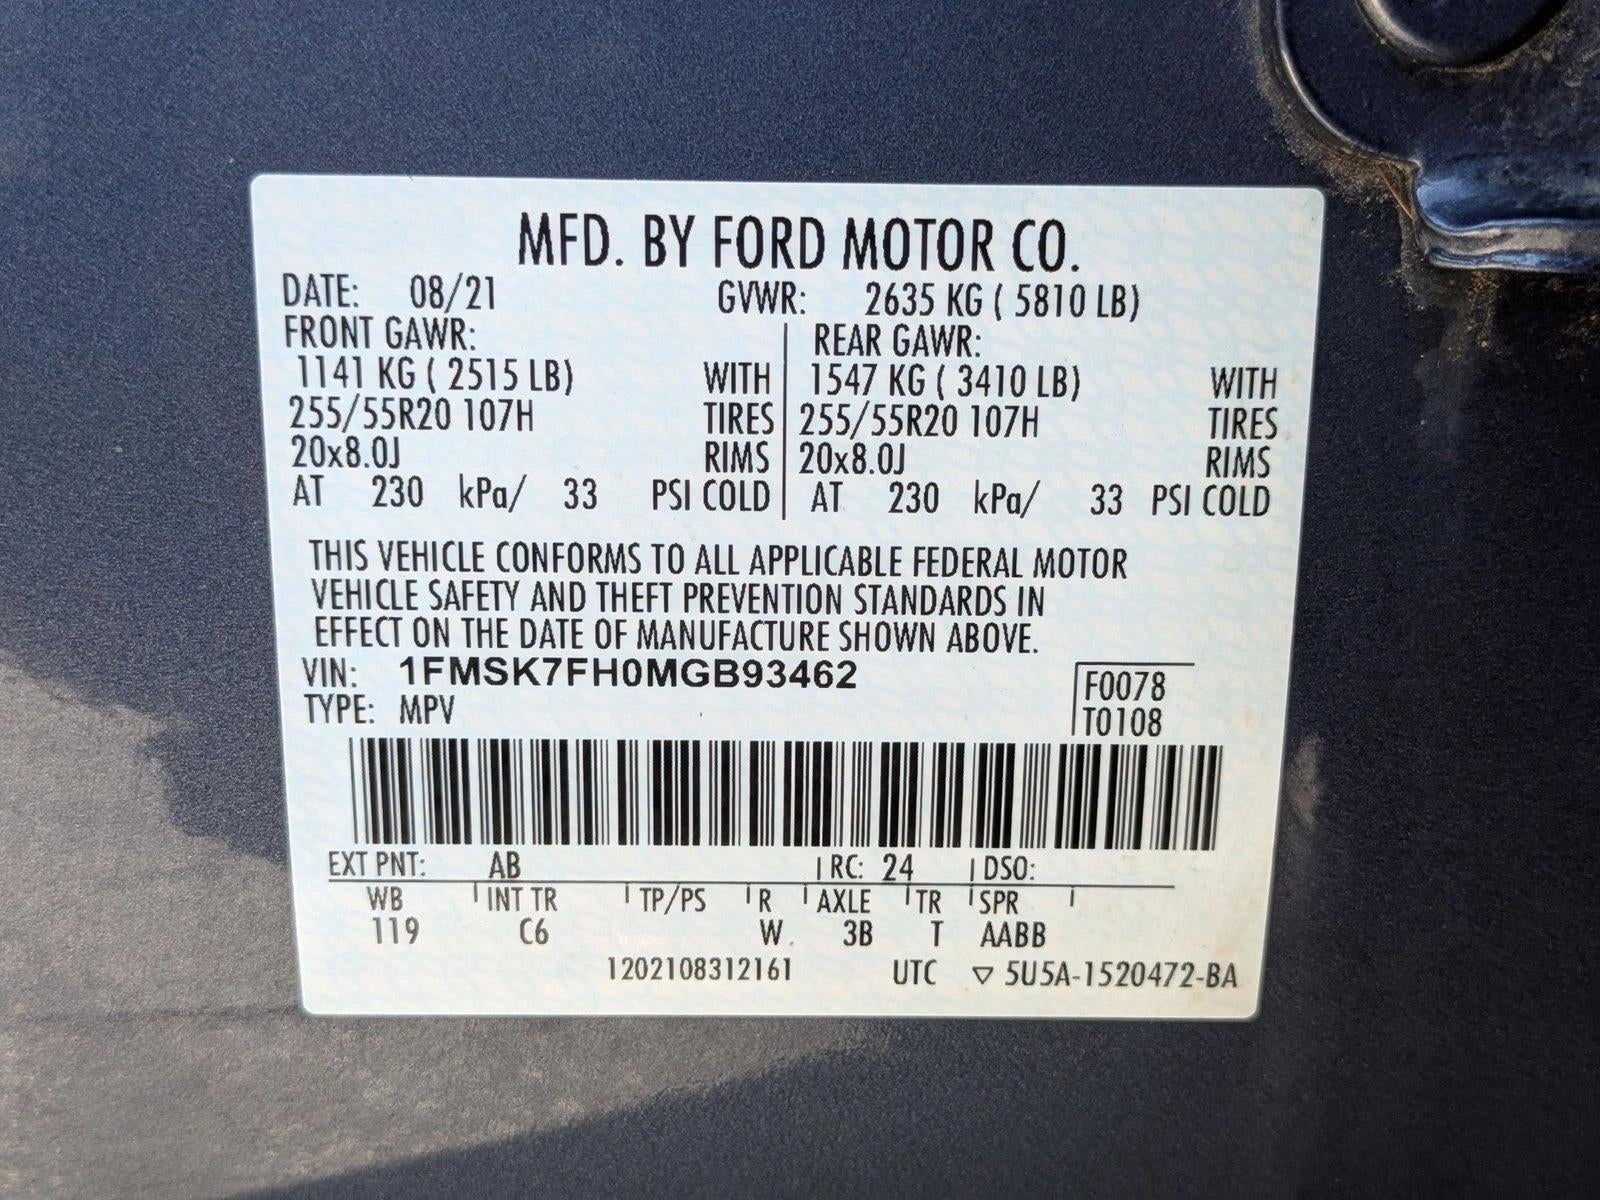 MFD. BY FORD MOTOR CO.
DATE: 08/21 GVWR: 2635 KG ( 5810 LB)
FRONT GAWR: REAR GAWR:
1141 KG ( 2515 LB) WITH 1547 KG ( 3410 LB) WITH
255/55R20 107H TIRES 255/55R20 107H TIRES
20x8.0J RIMS 20x8.0J RIMS
AT 230 kPa/ 33 PSI COLD AT 230 kPa/ 33 PSI COLD
THIS VEHICLE CONFORMS TO ALL APPLICABLE FEDERAL MOTOR
VEHICLE SAFETY AND THEFT PREVENTION STANDARDS IN
EFFECT ON THE DATE OF MANUFACTURE SHOWN ABOVE.
VIN: 1FMSK7FH0MGB93462 F0078
TYPE: MPV T0108
EXT PNT: AB RC: 24 DSO:
WB INT TR TP/PS R AXLE TR SPR
119 C6 W 3B T AABB
1202108312161 UTC ▽ 5U5A-1520472-BA